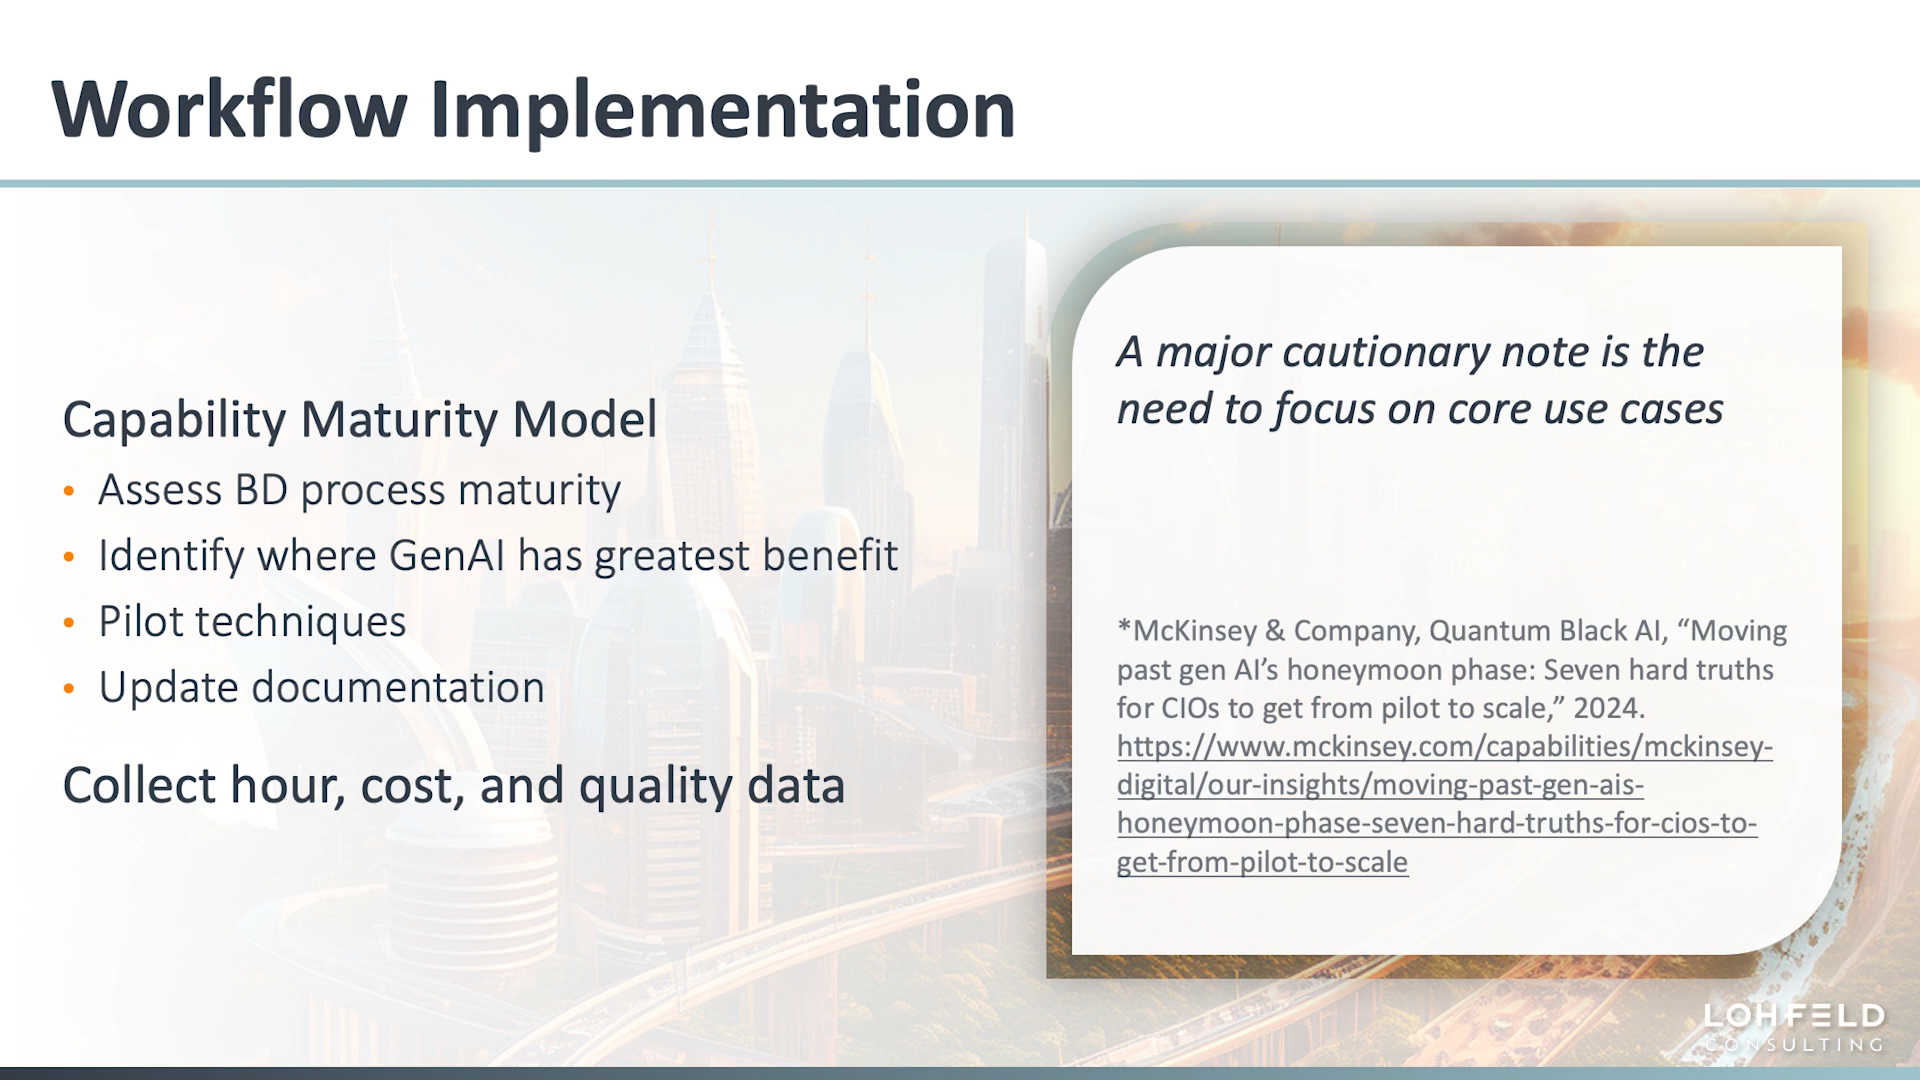 Workflow Implementation
Capability Maturity Model
• Assess BD process maturity
• Identify where GenAI has greatest benefit
• Pilot techniques
• Update documentation
Collect hour, cost, and quality data
A major cautionary note is the
need to focus on core use cases
*McKinsey & Company, Quantum Black AI, “Moving
past gen AI’s honeymoon phase: Seven hard truths
for CIOs to get from pilot to scale,” 2024.
https://www.mckinsey.com/capabilities/mckinsey-
digital/our-insights/moving-past-gen-ais-
honeymoon-phase-seven-hard-truths-for-cios-to-
get-from-pilot-to-scale
LOHFELD
CONSULTING